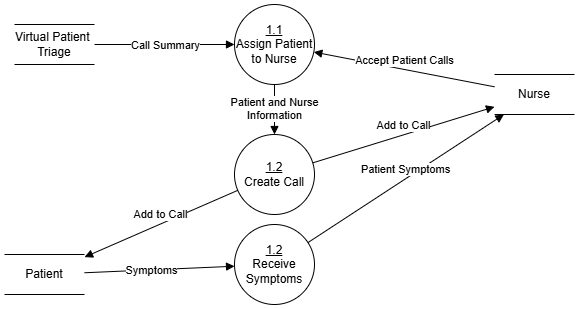 1.1
Virtual Patient
Triage
Call Summary
Assign Patient
to Nurse
Accept Patient Calls
Nurse
Patient and Nurse
Information
Add to Call
1.2
Create Call
Patient Symptoms
Add to Call
1.2
Receive
Symptoms
Patient
Symptoms